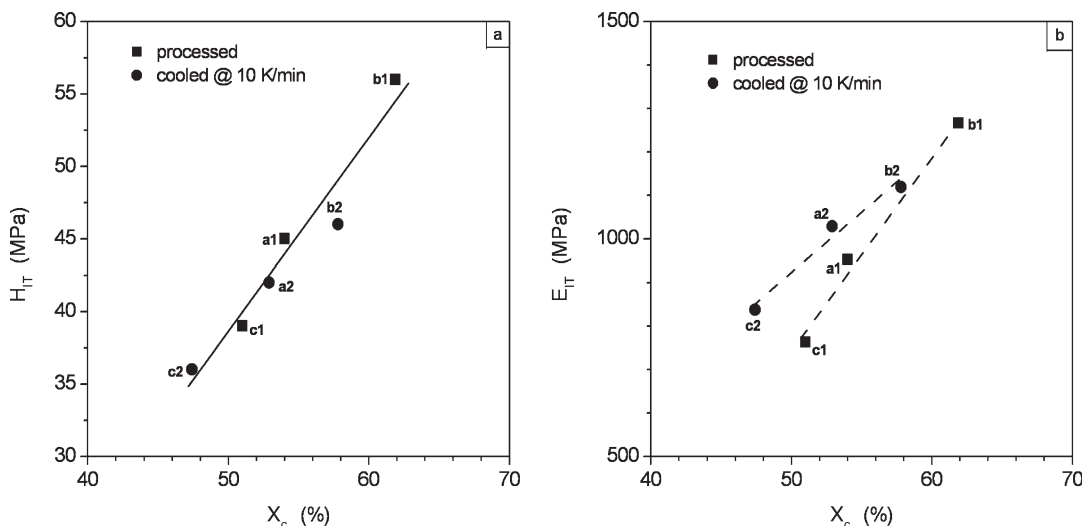 60
55
50
45
40
35
30
40
50
60
70
H_IT (MPa)
X_c (%)
a
processed
cooled @ 10 K/min
b1
b2
a1
a2
c1
c2
1500
1000
500
40
50
60
70
E_IT (MPa)
X_c (%)
b
processed
cooled @ 10 K/min
b1
b2
a2
a1
c2
c1